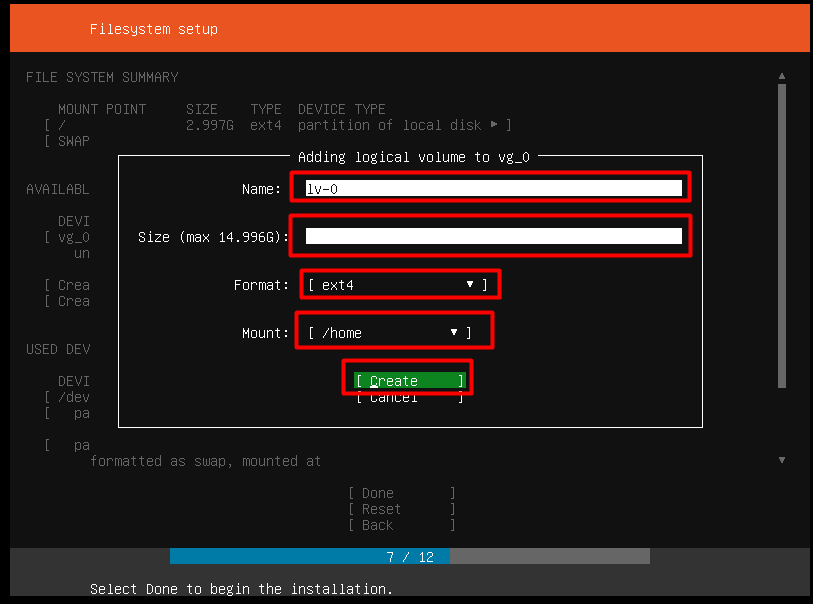 Filesystem setup
FILE SYSTEM SUMMARY
MOUNT POINT SIZE TYPE DEVICE TYPE
[ / 2.997G ext4 partition of local disk ▸ ]
[ SWAP
Adding logical volume to vg_0
Name: lv-0
AVAILABL
DEVI
[ vg_0 Size (max 14.996G):
un
[ Crea Format: [ ext4 ▾ ]
[ Crea
Mount: [ /home ▾ ]
USED DEV
DEVI [ Create ]
[ /dev [ Cancel ]
[ pa
[ pa
formatted as swap, mounted at
[ Done ]
[ Reset ]
[ Back ]
7 / 12
Select Done to begin the installation.